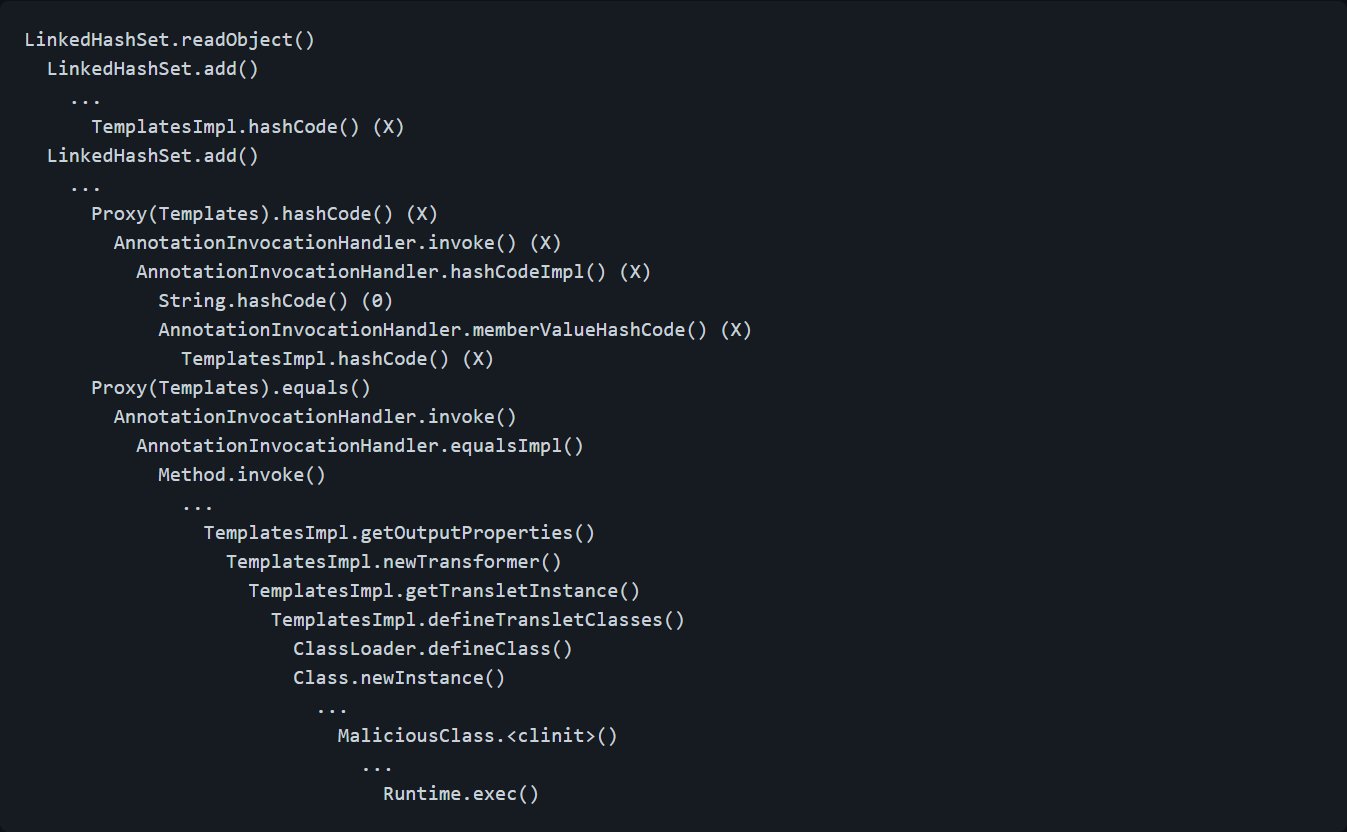 LinkedHashSet.readObject()
LinkedHashSet.add()
...
TemplatesImpl.hashCode() (X)
LinkedHashSet.add()
...
Proxy(Templates).hashCode() (X)
AnnotationInvocationHandler.invoke() (X)
AnnotationInvocationHandler.hashCodeImpl() (X)
String.hashCode() (0)
AnnotationInvocationHandler.memberValueHashCode() (X)
TemplatesImpl.hashCode() (X)
Proxy(Templates).equals()
AnnotationInvocationHandler.invoke()
AnnotationInvocationHandler.equalsImpl()
Method.invoke()
...
TemplatesImpl.getOutputProperties()
TemplatesImpl.newTransformer()
TemplatesImpl.getTransletInstance()
TemplatesImpl.defineTransletClasses()
ClassLoader.defineClass()
Class.newInstance()
...
MaliciousClass.<clinit>()
...
Runtime.exec()